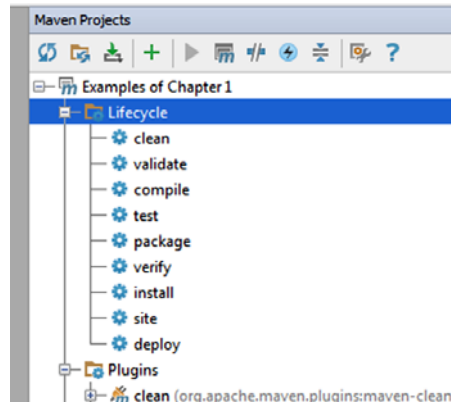 Maven Projects
Examples of Chapter 1
Lifecycle
clean
validate
compile
test
package
verify
install
site
deploy
Plugins
clean (org.apache.maven.plugins:maven-clean